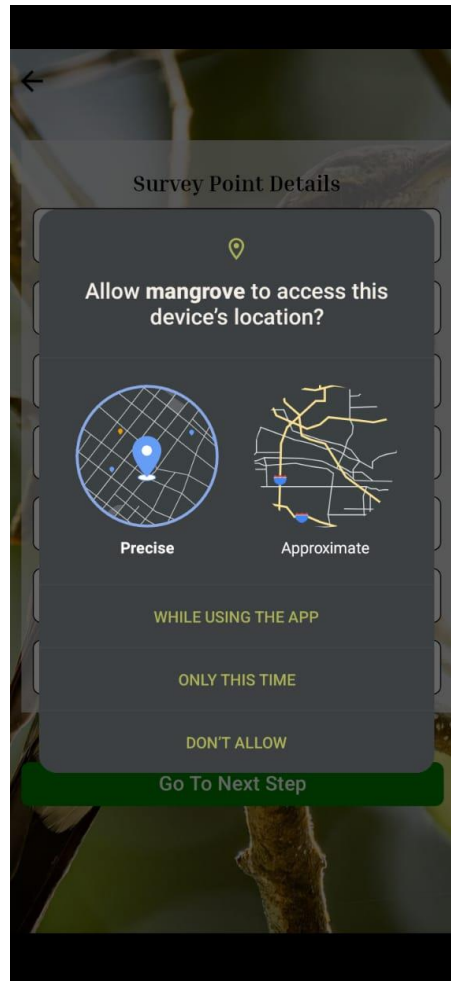 Survey Point Details
Allow mangrove to access this
device's location?
Precise
Approximate
WHILE USING THE APP
ONLY THIS TIME
DON'T ALLOW
Go To Next Step